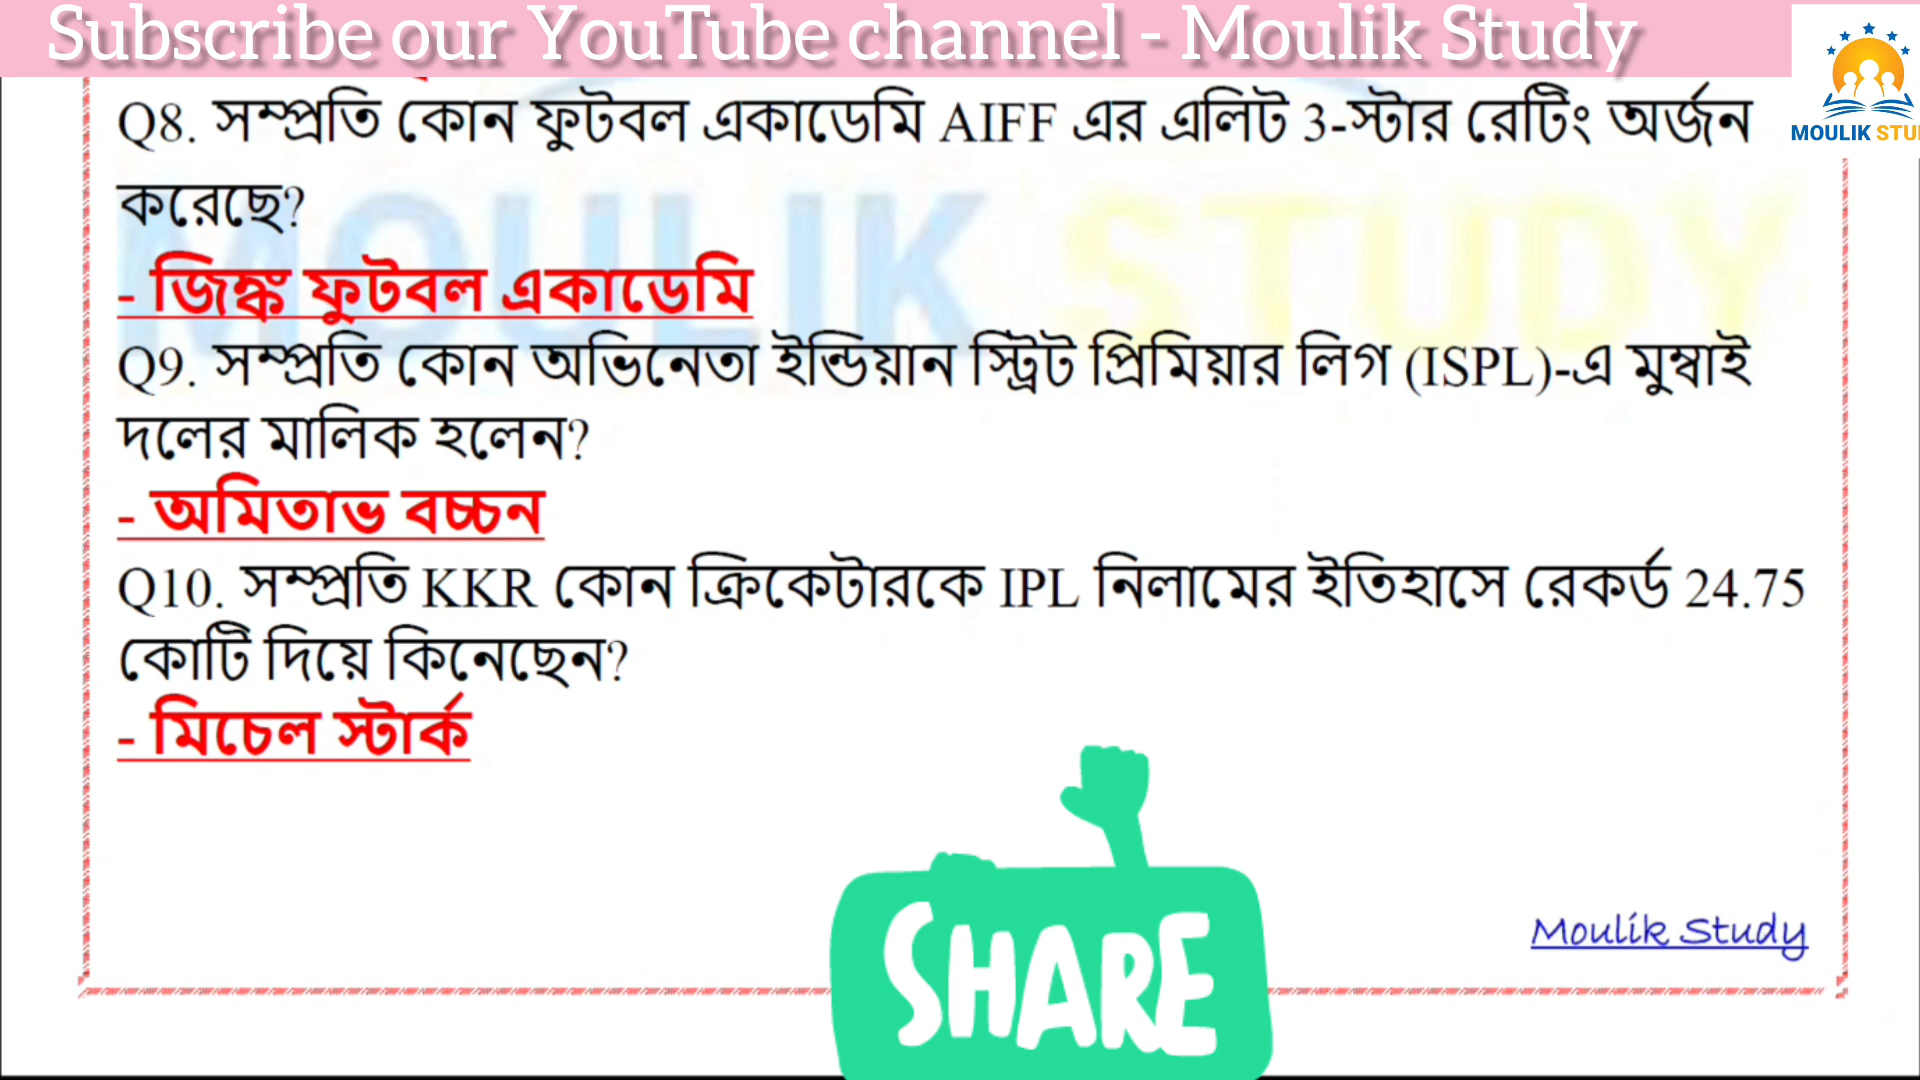 Subscribe our YouTube channel - Moulik Study
MOULIK STU
Q8. সম্প্রতি কোন ফুটবল একাডেমি AIFF এর এলিট 3-স্টার রেটিং অর্জন
করেছে?
- জিঙ্ক ফুটবল একাডেমি
MOULIK STUDY
Q9. সম্প্রতি কোন অভিনেতা ইন্ডিয়ান স্ট্রিট প্রিমিয়ার লিগ (ISPL)-এ মুম্বাই
দলের মালিক হলেন?
- অমিতাভ বচ্চন
Q10. সম্প্রতি KKR কোন ক্রিকেটারকে IPL নিলামের ইতিহাসে রেকর্ড 24.75
কোটি দিয়ে কিনেছেন?
- মিচেল স্টার্ক
Moulik Study
SHARE